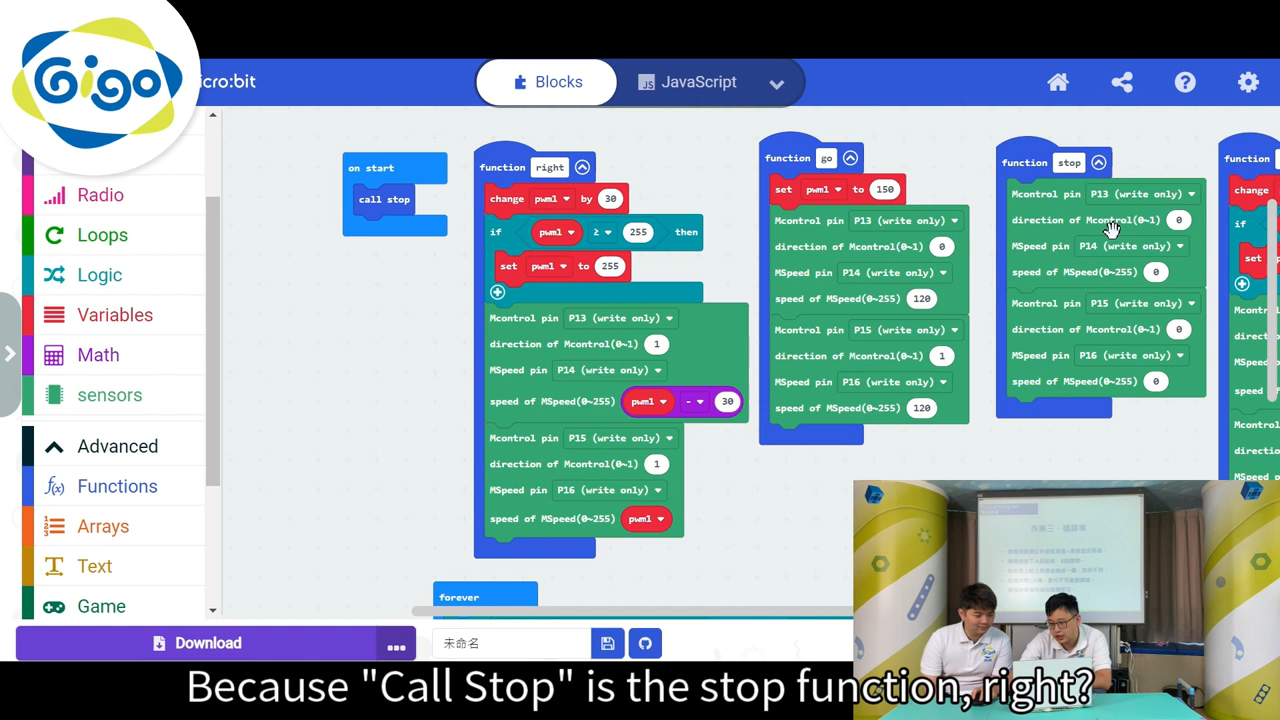 Gigo
micro:bit
Blocks
JavaScript
Radio
Loops
Logic
Variables
Math
sensors
Advanced
Functions
Arrays
Text
Game
Download
...
未命名
on start
call stop
function right
change pwm1 by 30
if pwm1 ≥ 255 then
set pwm1 to 255
Mcontrol pin P13 (write only)
direction of Mcontrol(0~1) 1
MSpeed pin P14 (write only)
speed of MSpeed(0~255) pwm1 - 30
Mcontrol pin P15 (write only)
direction of Mcontrol(0~1) 1
MSpeed pin P16 (write only)
speed of MSpeed(0~255) pwm1
forever
function go
set pwm1 to 150
Mcontrol pin P13 (write only)
direction of Mcontrol(0~1) 0
MSpeed pin P14 (write only)
speed of MSpeed(0~255) 120
Mcontrol pin P15 (write only)
direction of Mcontrol(0~1) 1
MSpeed pin P16 (write only)
speed of MSpeed(0~255) 120
function stop
Mcontrol pin P13 (write only)
direction of Mcontrol(0~1) 0
MSpeed pin P14 (write only)
speed of MSpeed(0~255) 0
Mcontrol pin P15 (write only)
direction of Mcontrol(0~1) 0
MSpeed pin P16 (write only)
speed of MSpeed(0~255) 0
function
change
if
set
Because "Call Stop" is the stop function, right?